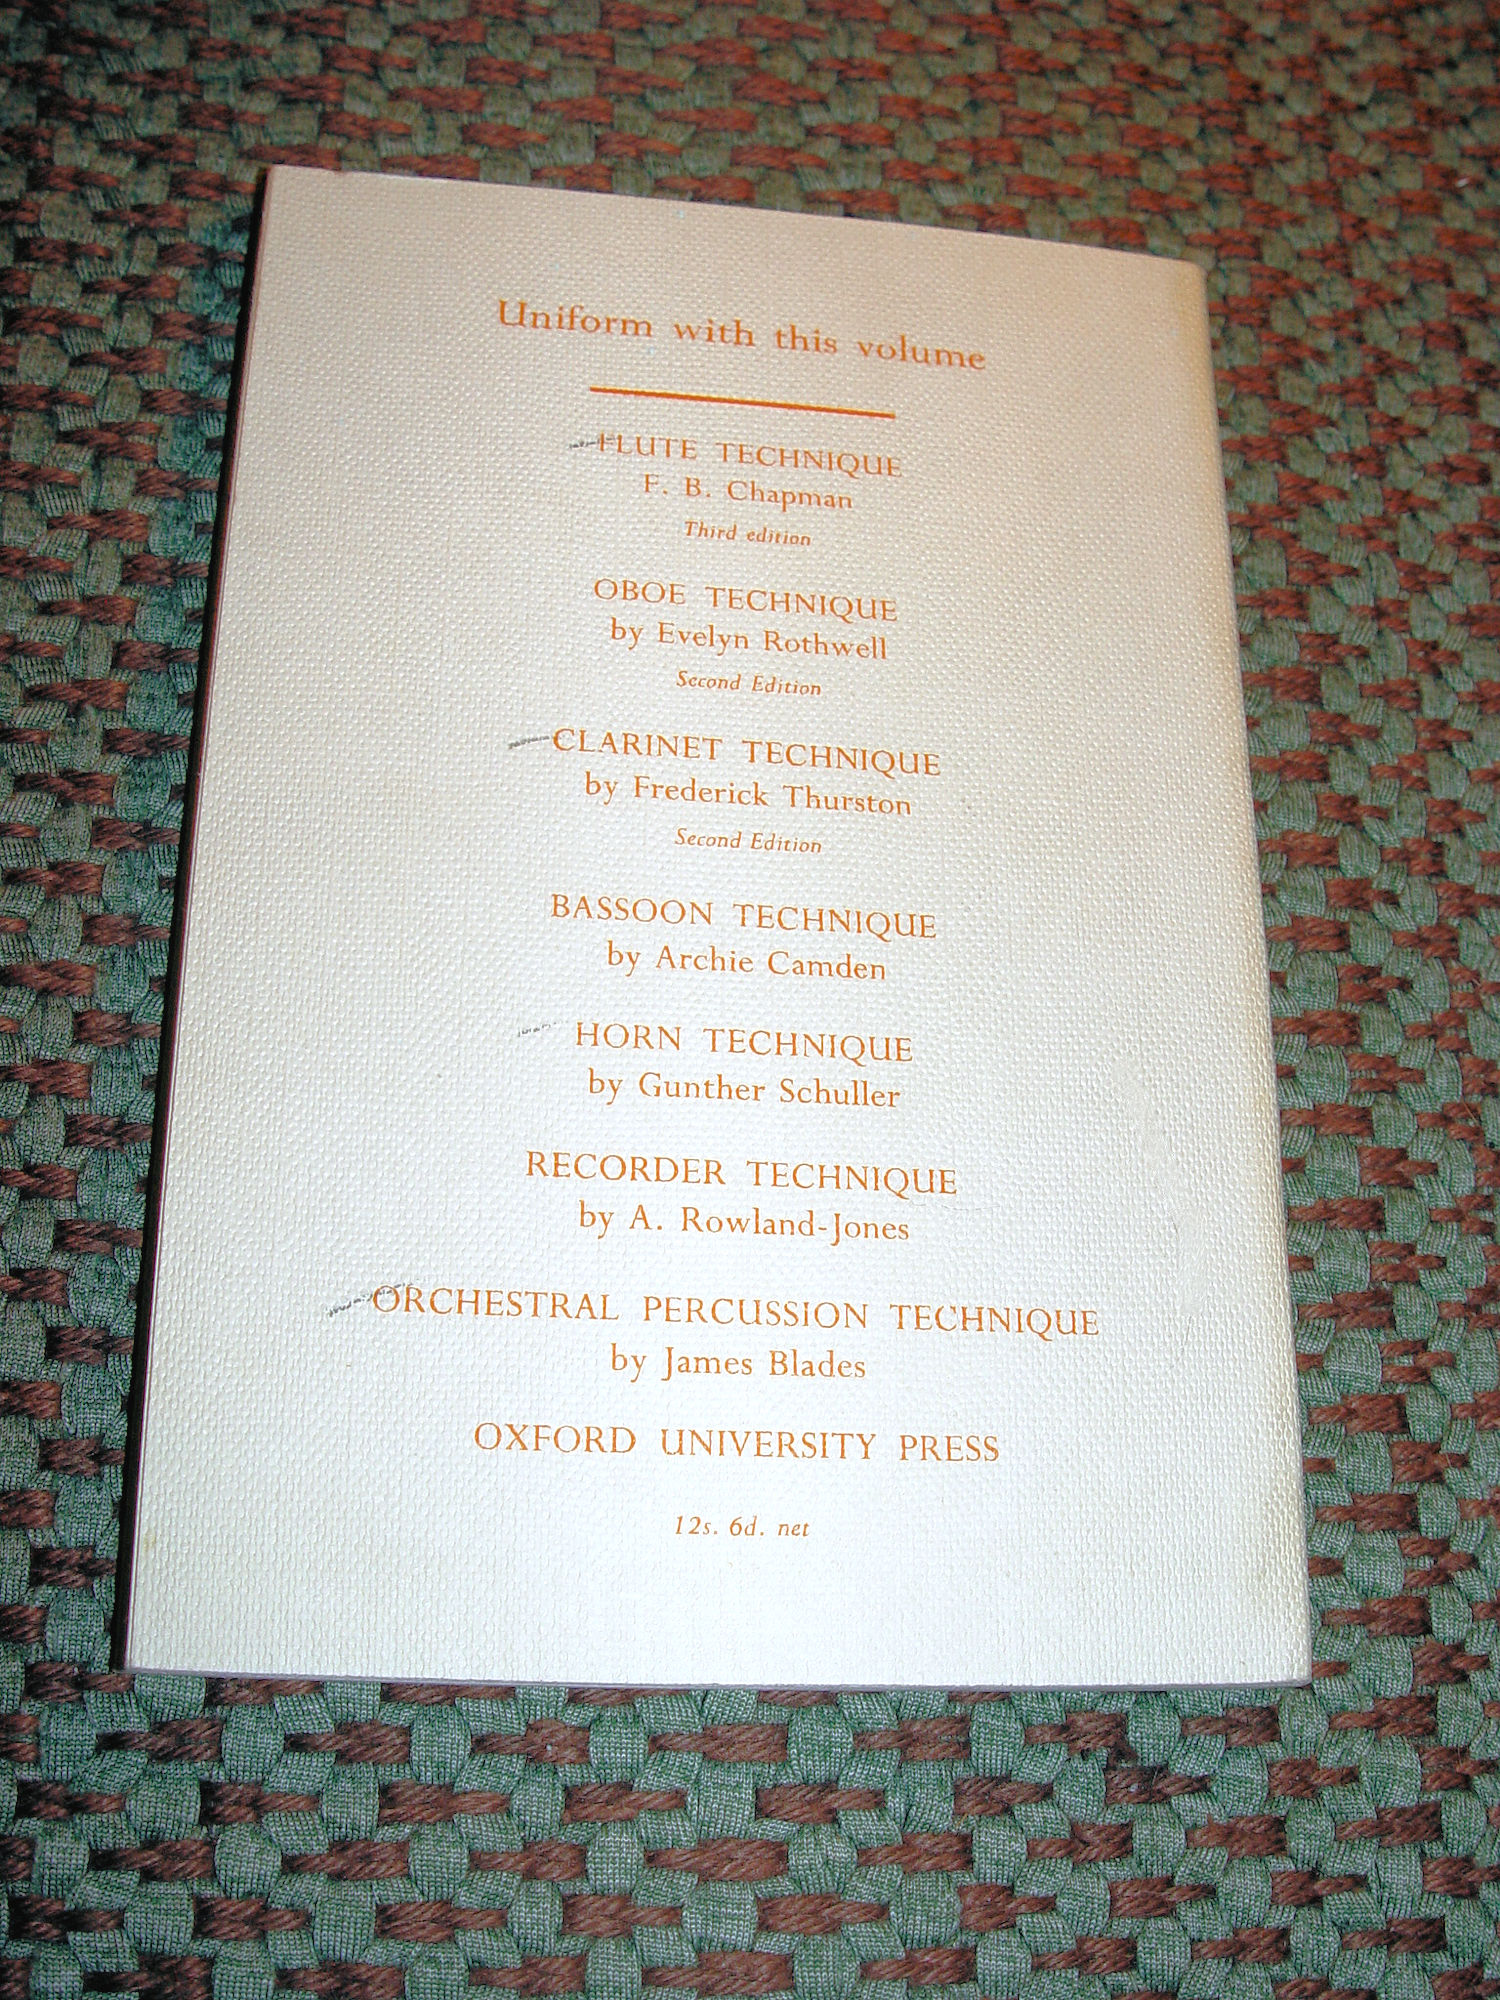 Uniform with this volume
FLUTE TECHNIQUE
F. B. Chapman
Third edition
OBOE TECHNIQUE
by Evelyn Rothwell
Second Edition
CLARINET TECHNIQUE
by Frederick Thurston
Second Edition
BASSOON TECHNIQUE
by Archie Camden
HORN TECHNIQUE
by Gunther Schuller
RECORDER TECHNIQUE
by A. Rowland-Jones
ORCHESTRAL PERCUSSION TECHNIQUE
by James Blades
OXFORD UNIVERSITY PRESS
12s. 6d. net